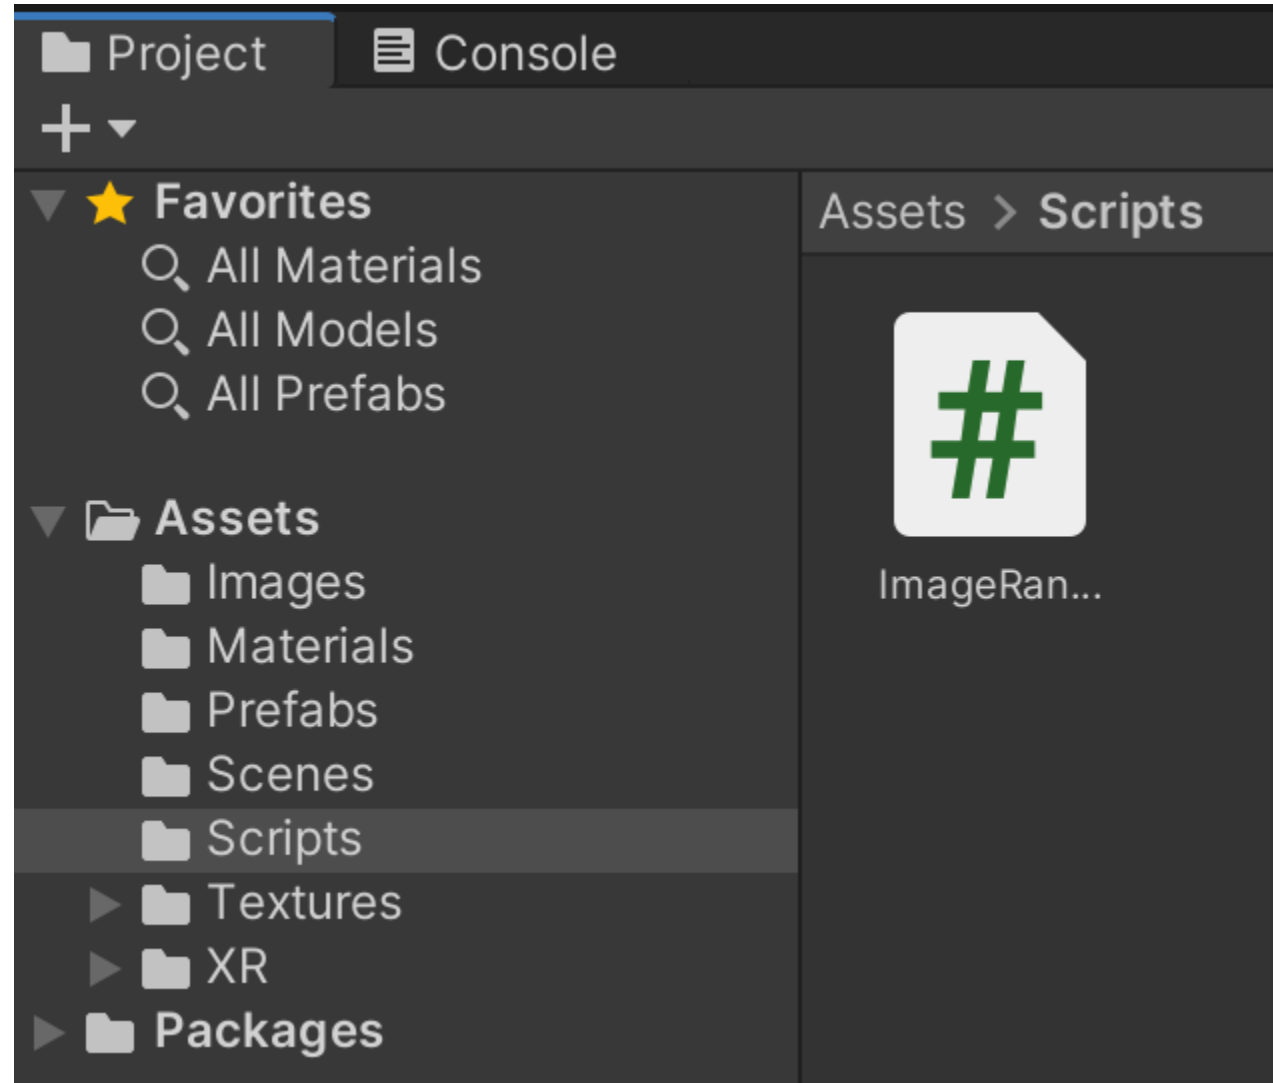 Project
Console
Favorites
All Materials
All Models
All Prefabs
Assets
Images
Materials
Prefabs
Scenes
Scripts
Textures
XR
Packages
Assets > Scripts
#
ImageRan...